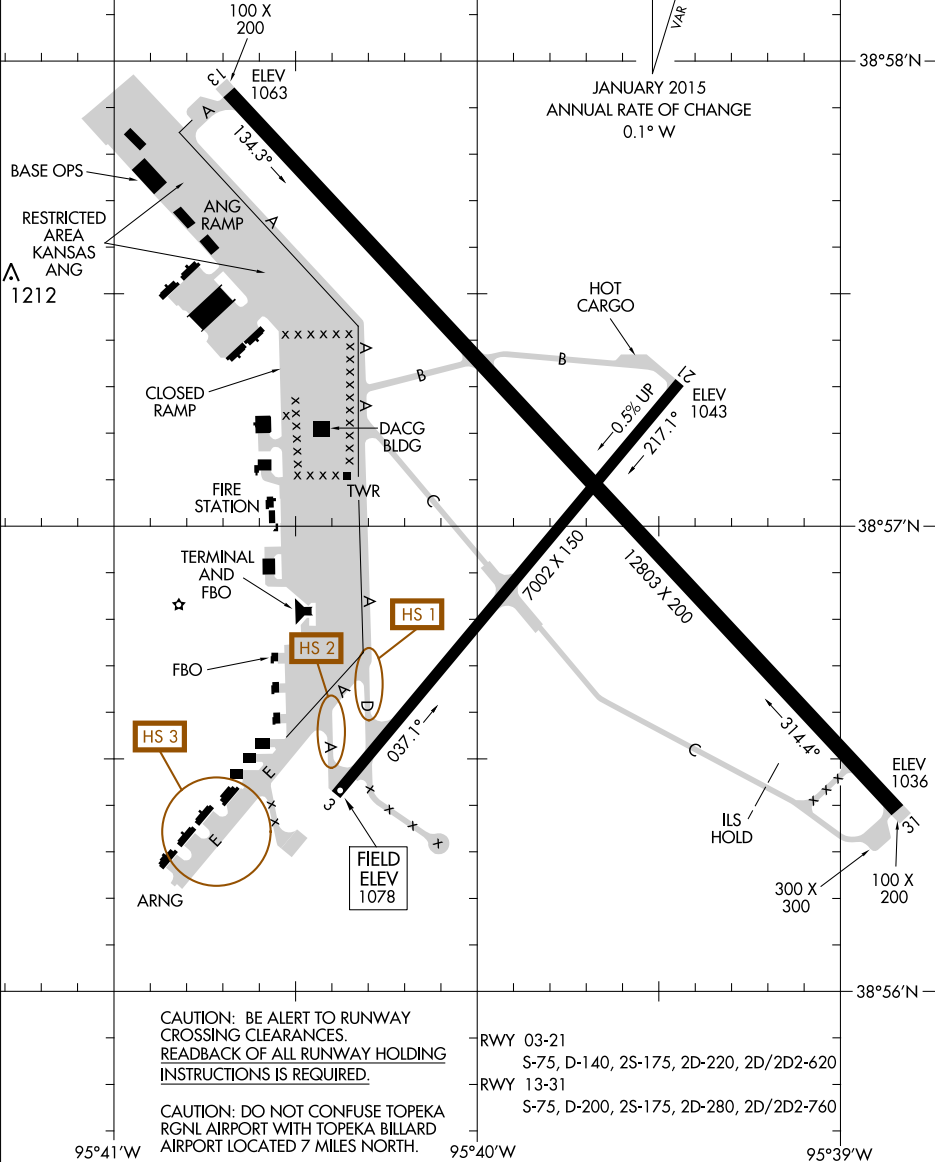 VAR
100 X
200
38°58'N
13
ELEV
1063
JANUARY 2015
ANNUAL RATE OF CHANGE
0.1° W
A
134.3°
BASE OPS
RESTRICTED
AREA
KANSAS
ANG
ANG
RAMP
A
1212
HOT
CARGO
X X X X X X
A
B
B
21
ELEV
1043
CLOSED
RAMP
0.5% UP
217.1°
A
DACG
BLDG
X X X X
TWR
C
FIRE
STATION
38°57'N
7002 X 150
12803 X 200
TERMINAL
AND
FBO
A
HS 1
HS 2
FBO
A
D
HS 3
A
037.1°
314.4°
C
E
ELEV
1036
3
31
X X X X
ILS
HOLD
E
FIELD
ELEV
1078
300 X
300
100 X
200
ARNG
38°56'N
CAUTION: BE ALERT TO RUNWAY
CROSSING CLEARANCES.
READBACK OF ALL RUNWAY HOLDING
INSTRUCTIONS IS REQUIRED.
CAUTION: DO NOT CONFUSE TOPEKA
RGNL AIRPORT WITH TOPEKA BILLARD
AIRPORT LOCATED 7 MILES NORTH.
RWY 03-21
S-75, D-140, 2S-175, 2D-220, 2D/2D2-620
RWY 13-31
S-75, D-200, 2S-175, 2D-280, 2D/2D2-760
95°41'W
95°40'W
95°39'W